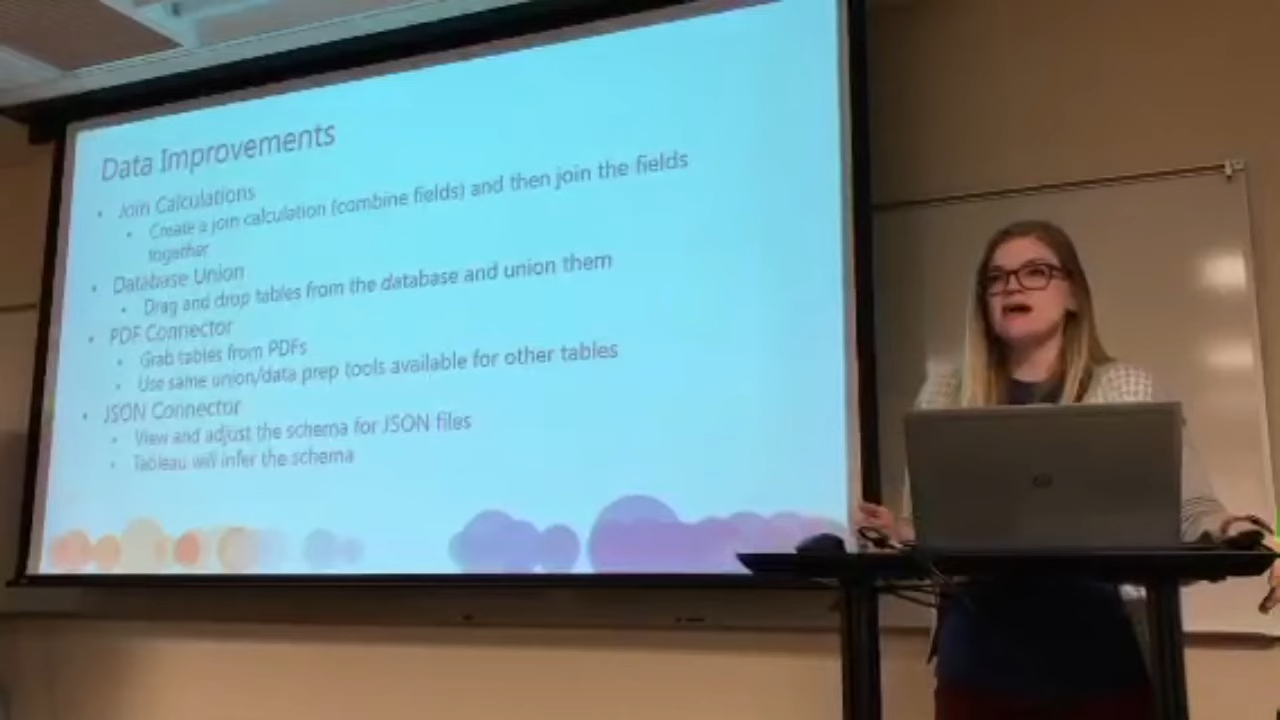 Data Improvements
• Join Calculations
• Create a join calculation (combine fields) and then join the fields
together
• Database Union
• Drag and drop tables from the database and union them
• PDF Connector
• Grab tables from PDFs
• Use same union/data prep tools available for other tables
• JSON Connector
• View and adjust the schema for JSON files
• Tableau will infer the schema